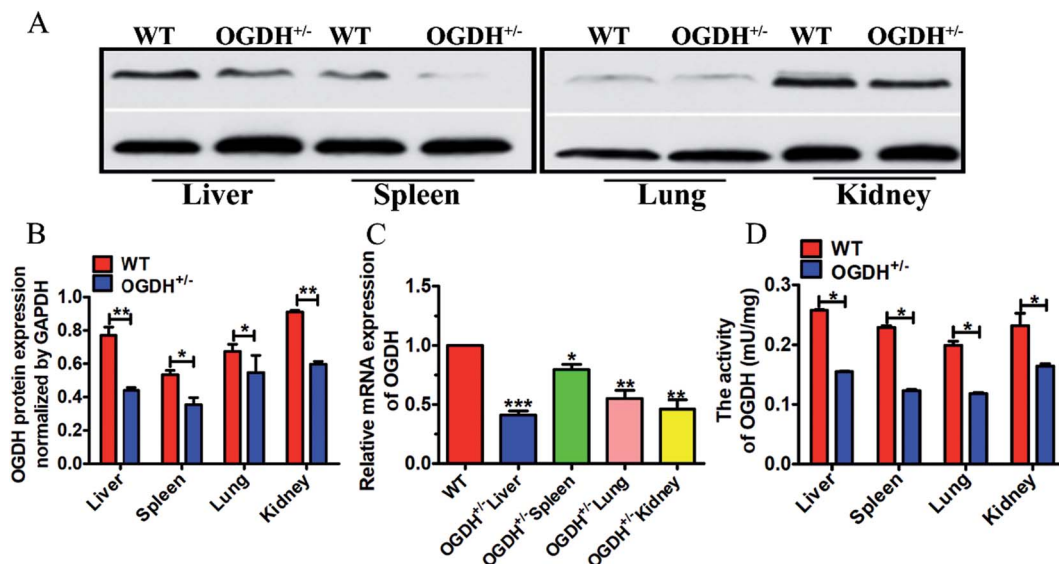 A
WT OGDH+/- WT OGDH+/- WT OGDH+/- WT OGDH+/-
Liver Spleen Lung Kidney
B
WT
OGDH+/-
OGDH protein expression
normalized by GAPDH
1.0
0.8
0.6
0.4
0.2
0.0
** * * **
Liver Spleen Lung Kidney
C
Relative mRNA expression
of OGDH
1.5
1.0
0.5
0.0
*** * ** **
WT OGDH+/-Liver OGDH+/-Spleen OGDH+/-Lung OGDH+/-Kidney
D
WT
OGDH+/-
The activity
of OGDH (mU/mg)
0.3
0.2
0.1
0.0
* * * *
Liver Spleen Lung Kidney